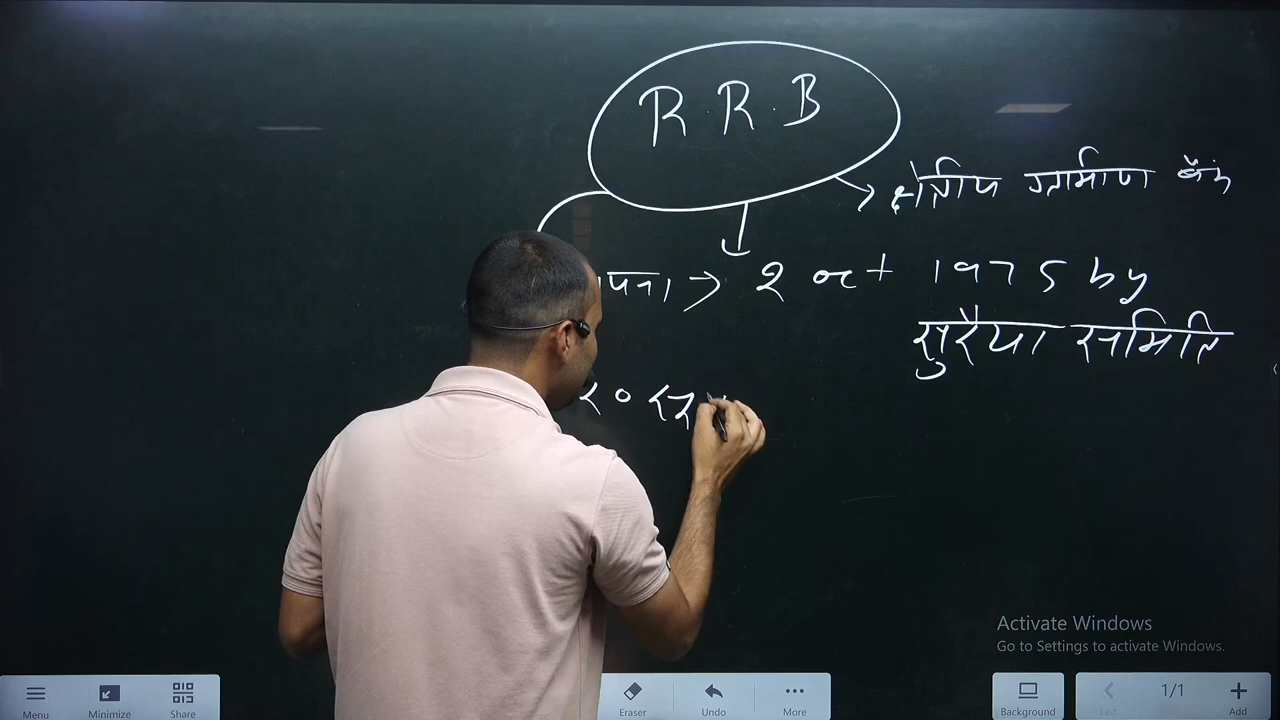 R.R.B
क्षेत्रीय ग्रामीण बैंक
पना → 2 oct 1975 by
सुरैया समिति
Activate Windows
Go to Settings to activate Windows.
Menu Minimize Share Eraser Undo More Background 1/1 Add